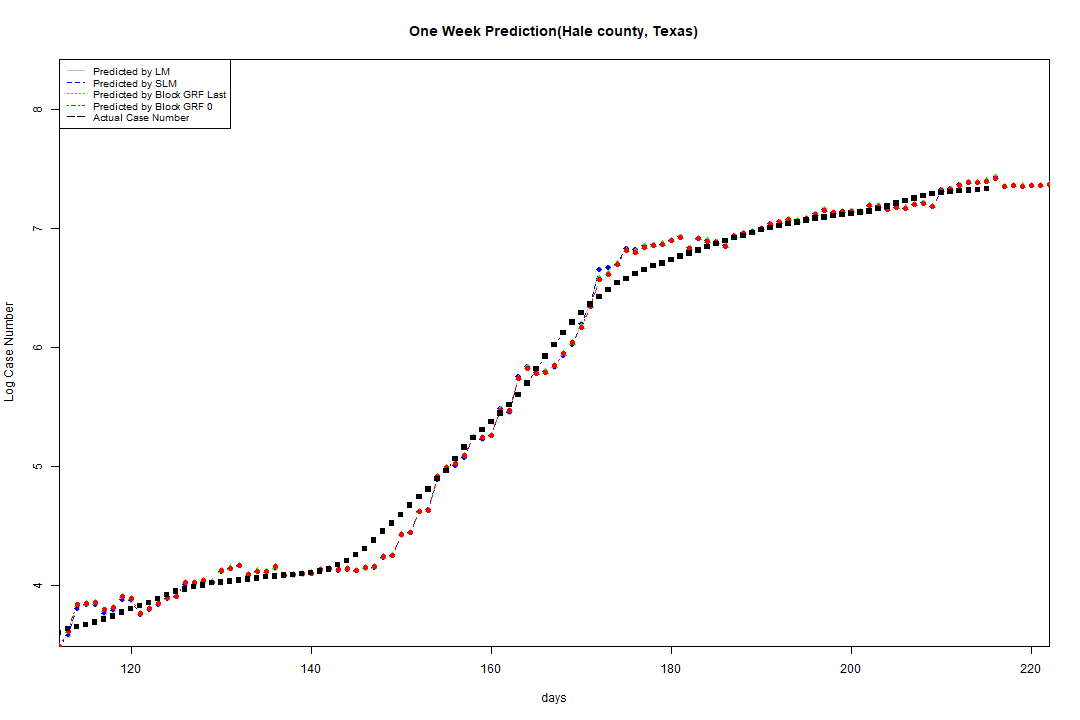 One Week Prediction(Hale county, Texas)
Predicted by LM
Predicted by SLM
Predicted by Block GRF Last
Predicted by Block GRF 0
Actual Case Number
8
7
6
5
4
Log Case Number
120 140 160 180 200 220
days